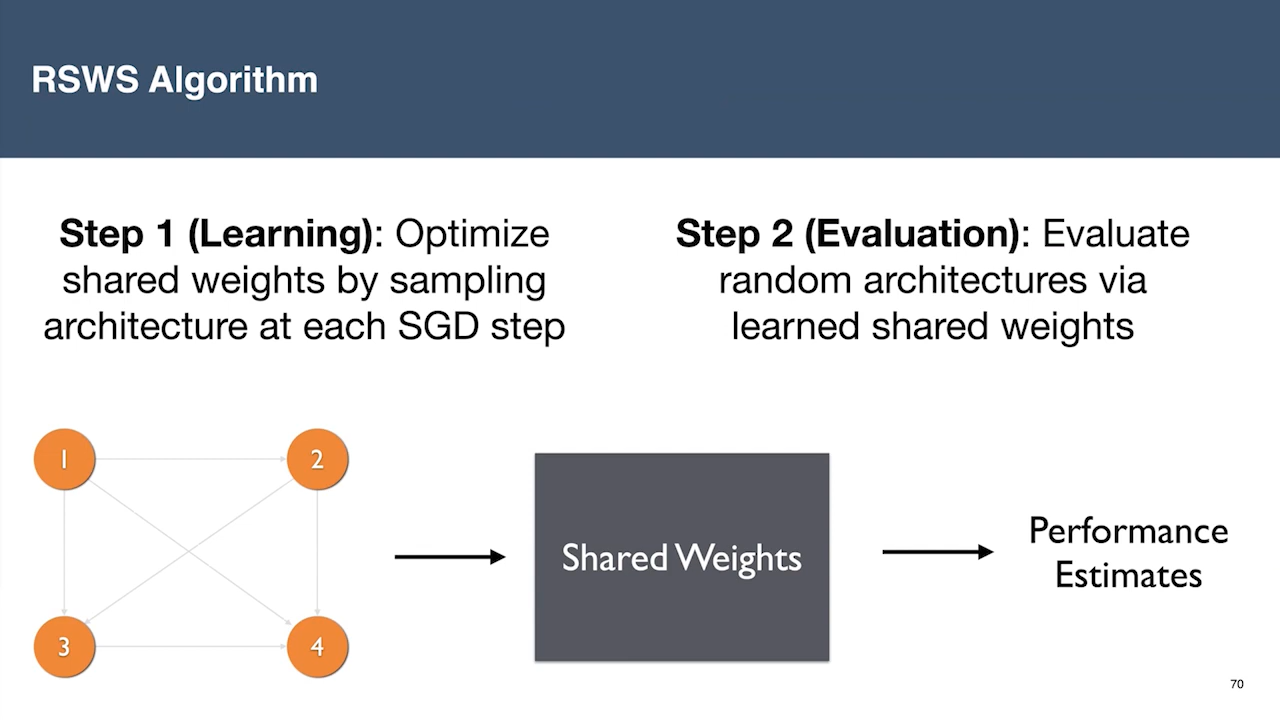 RSWS Algorithm
Step 1 (Learning): Optimize
shared weights by sampling
architecture at each SGD step
Step 2 (Evaluation): Evaluate
random architectures via
learned shared weights
1
2
3
4
Shared Weights
Performance
Estimates
70